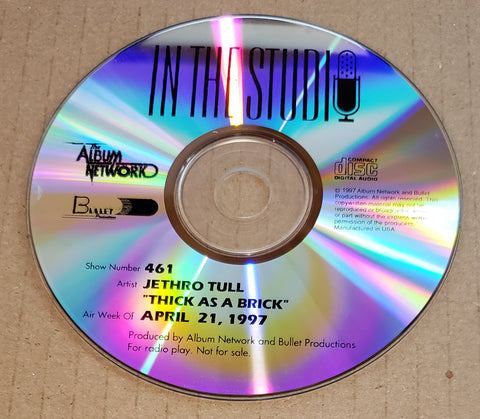 IN THE STUDIO
The
ALBUM
NETWORK
BULLET
COMPACT
disc
DIGITAL AUDIO
© 1997 Album Network and Bullet
Productions. All rights reserved. This
copywritten material may not be
reproduced or broadcast in whole
or part without the express written
permission of the producers.
Manufactured in USA.
Show Number 461
Artist JETHRO TULL
"THICK AS A BRICK"
Air Week Of APRIL 21, 1997
Produced by Album Network and Bullet Productions
For radio play. Not for sale.